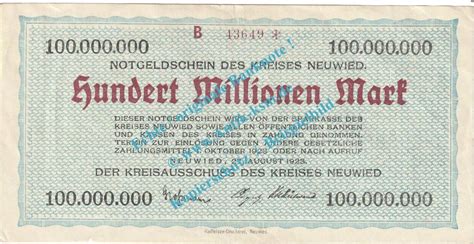 B 43649 *
100.000.000 100.000.000
NOTGELDSCHEIN DES KREISES NEUWIED.
Hundert Millionen Mark
DIESER NOTGELDSCHEIN WIRD VON DER SPARKASSE DES
KREISES NEUWIED SOWIE ALLEN ÖFFENTLICHEN BANKEN
UND KASSEN DES KREISES IN ZAHLUNG GENOMMEN.
ER VERFÄLLT ZUR EINLÖSUNG GEGEN ANDERE GESETZLICHE
ZAHLUNGSMITTEL OKTOBER 1923 ODER NACH AUFRUF
NEUWIED, AUGUST 1923.
100.000.000 DER KREISAUSSCHUSS DES KREISES NEUWIED 100.000.000